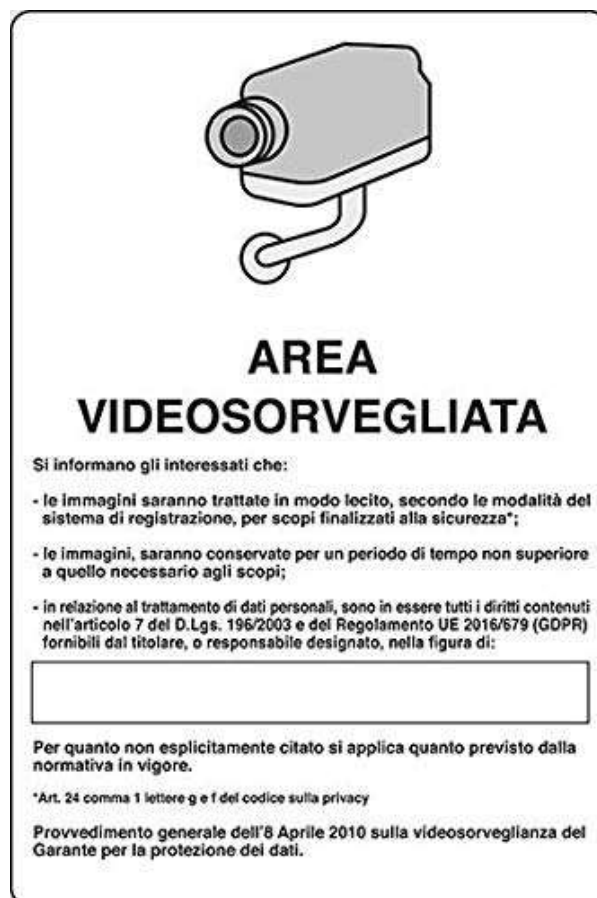 AREA
VIDEOSORVEGLIATA
Si informano gli interessati che:
- le immagini saranno trattate in modo lecito, secondo le modalità del
sistema di registrazione, per scopi finalizzati alla sicurezza*;
- le immagini, saranno conservate per un periodo di tempo non superiore
a quello necessario agli scopi;
- in relazione al trattamento di dati personali, sono in essere tutti i diritti contenuti
nell'articolo 7 del D.Lgs. 196/2003 e del Regolamento UE 2016/679 (GDPR)
fornibili dal titolare, o responsabile designato, nella figura di:
Per quanto non esplicitamente citato si applica quanto previsto dalla
normativa in vigore.
*Art. 24 comma 1 lettere g e f del codice sulla privacy
Provvedimento generale dell'8 Aprile 2010 sulla videosorveglianza del
Garante per la protezione dei dati.